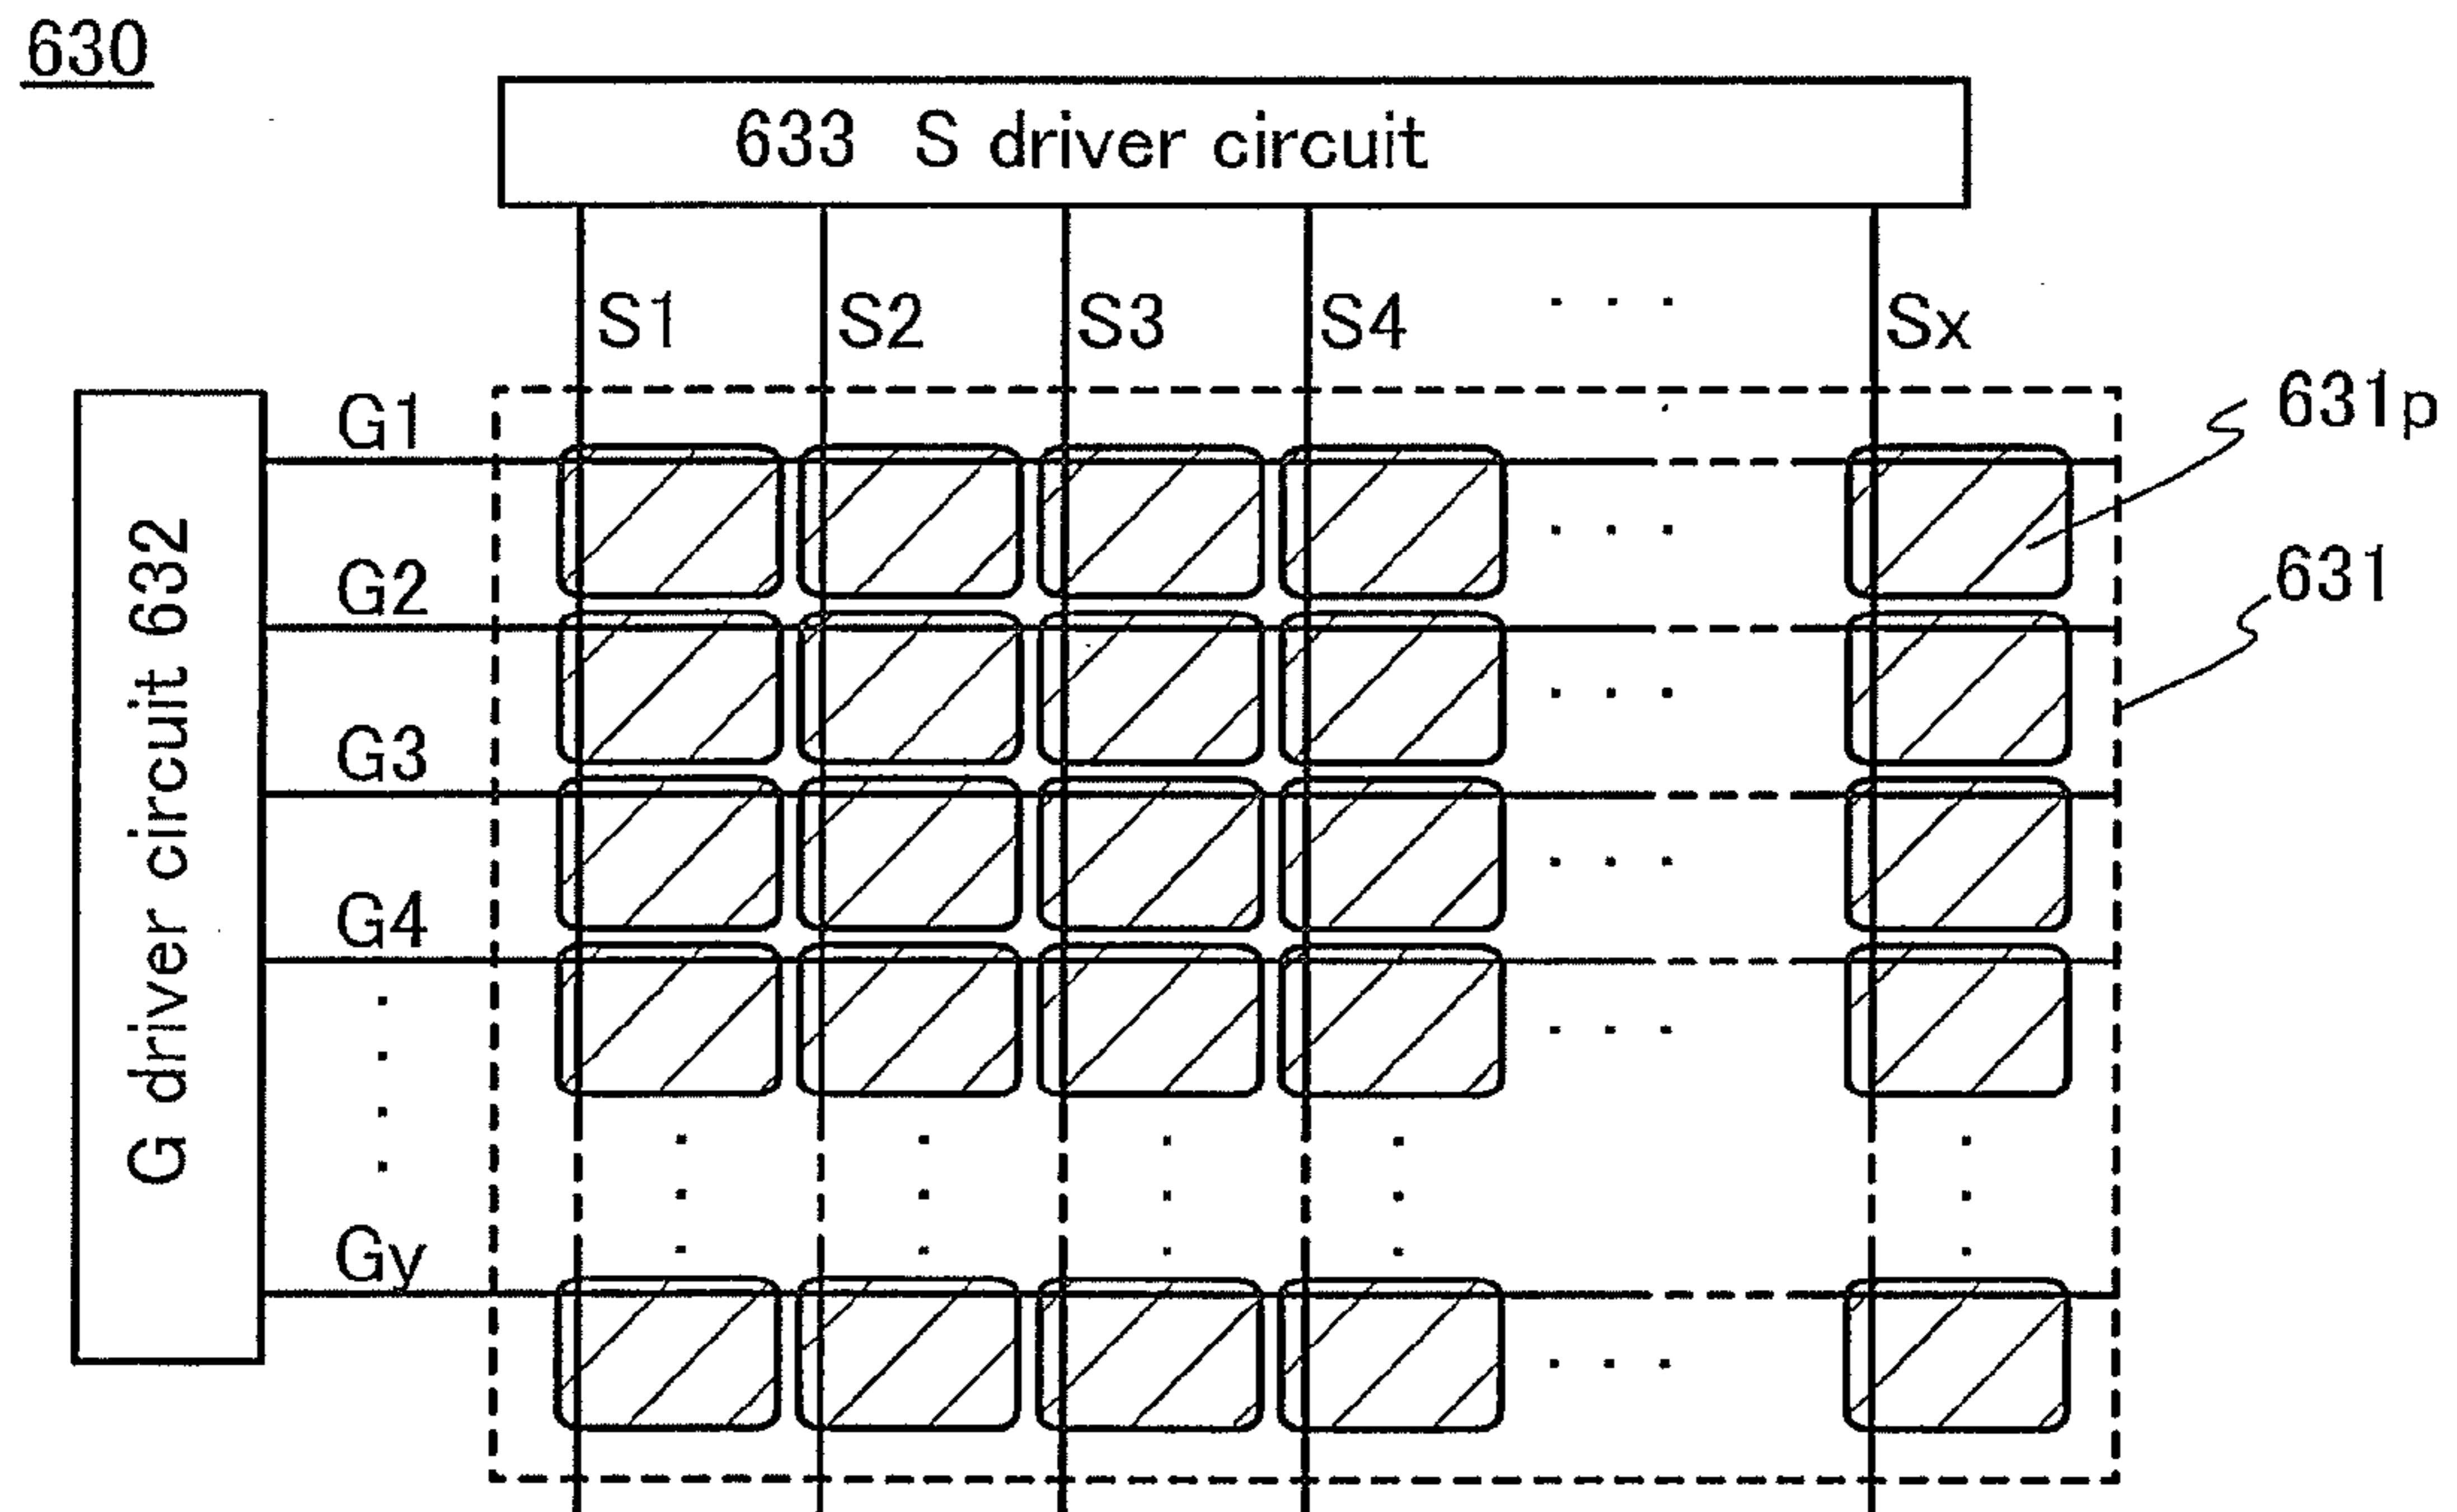 630
633 S driver circuit
S1 S2 S3 S4 . . . Sx
G1
631p
G2
631
G3
G4
Gy
G driver circuit 632